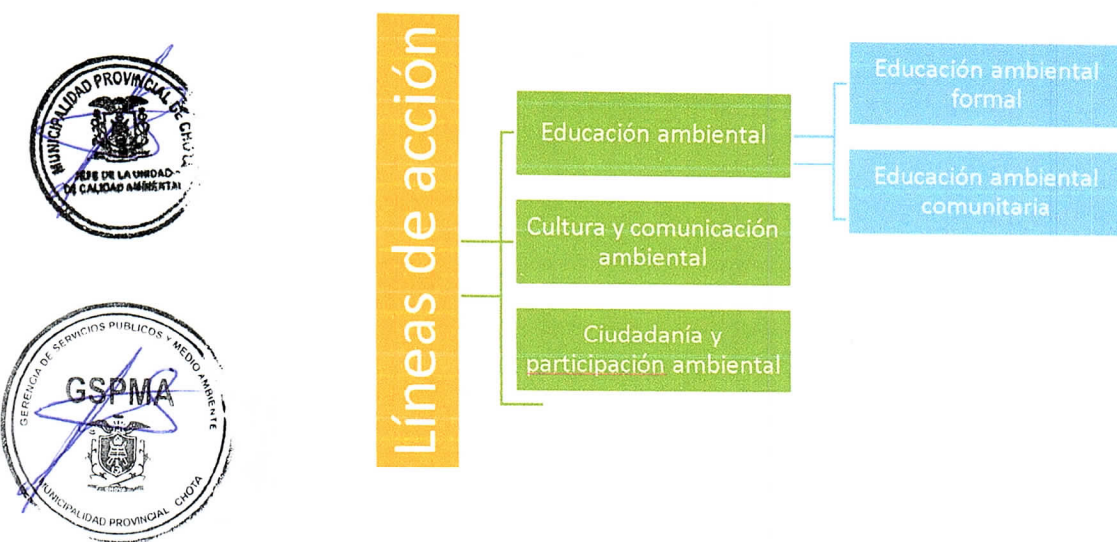 MUNICIPALIDAD PROVINCIAL DE CHOTA
JEFE DE LA UNIDAD
DE CALIDAD AMBIENTAL
GERENCIA DE SERVICIOS PUBLICOS Y MEDIO AMBIENTE
GSPMA
MUNICIPALIDAD PROVINCIAL CHOTA
Líneas de acción
Educación ambiental
Cultura y comunicación
ambiental
Ciudadanía y
participación ambiental
Educación ambiental
formal
Educación ambiental
comunitaria